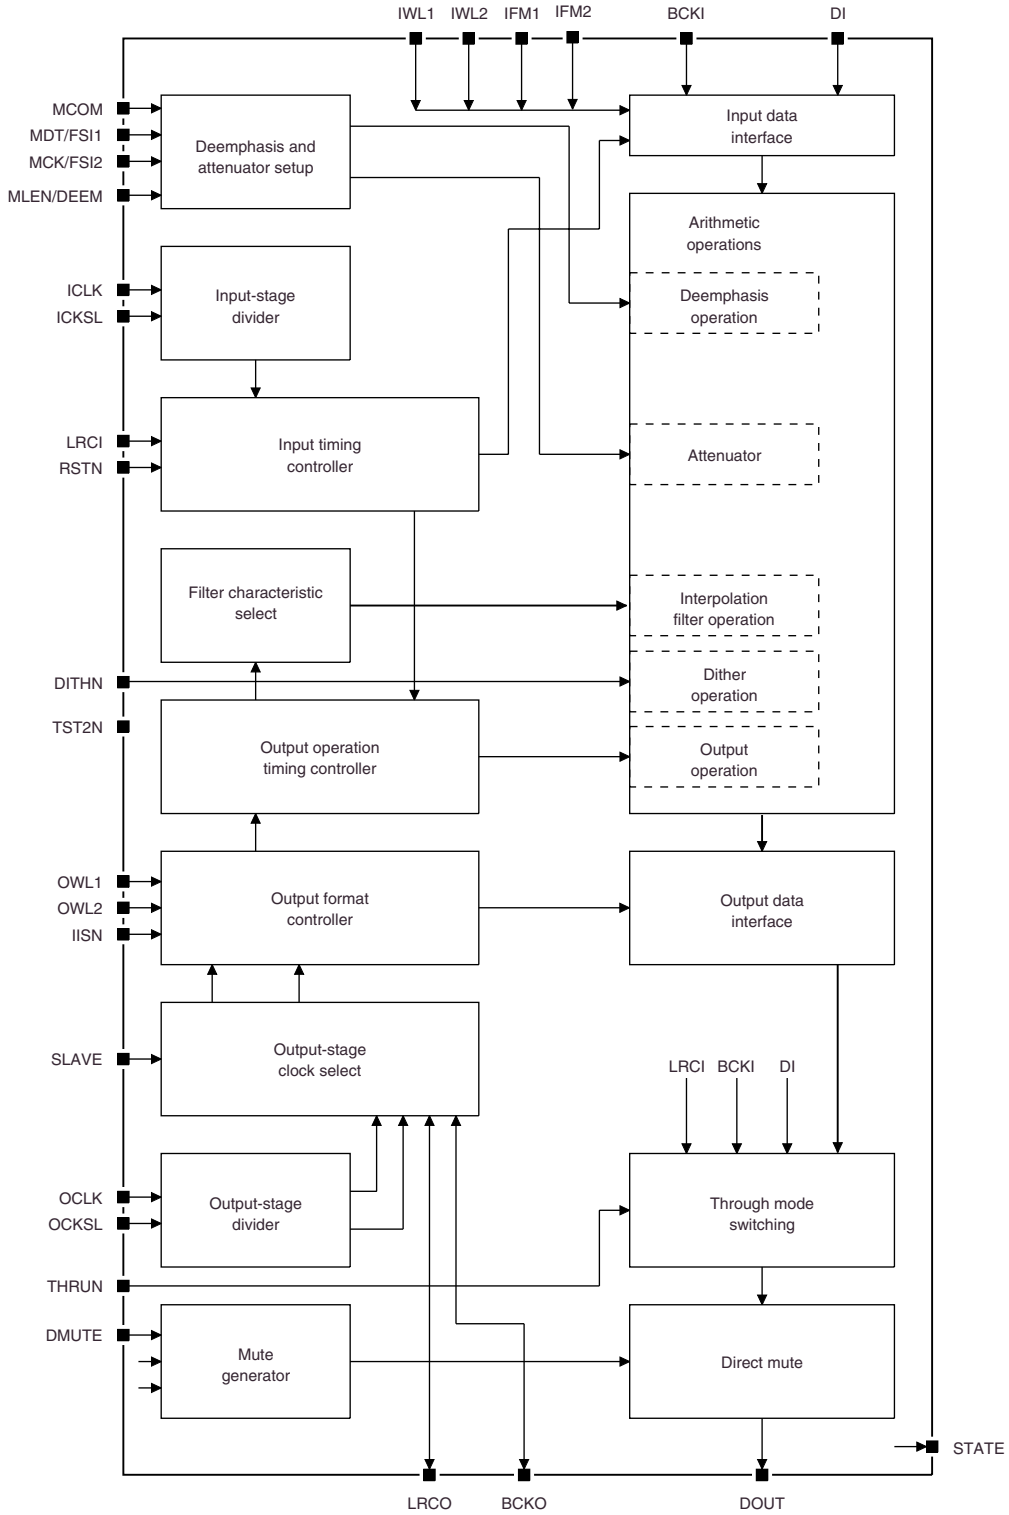 IWL1 IWL2 IFM1 IFM2 BCKI DI
MCOM
MDT/FSI1
MCK/FSI2
MLEN/DEEM
Deemphasis and
attenuator setup
Input data
interface
Arithmetic
operations
Deemphasis
operation
ICLK
ICKSL
Input-stage
divider
LRCI
RSTN
Input timing
controller
Attenuator
Filter characteristic
select
Interpolation
filter operation
DITHN
Dither
operation
TST2N
Output operation
timing controller
Output
operation
OWL1
OWL2
IISN
Output format
controller
Output data
interface
SLAVE
Output-stage
clock select
LRCI BCKI DI
OCLK
OCKSL
Output-stage
divider
Through mode
switching
THRUN
DMUTE
Mute
generator
Direct mute
STATE
LRCO BCKO DOUT